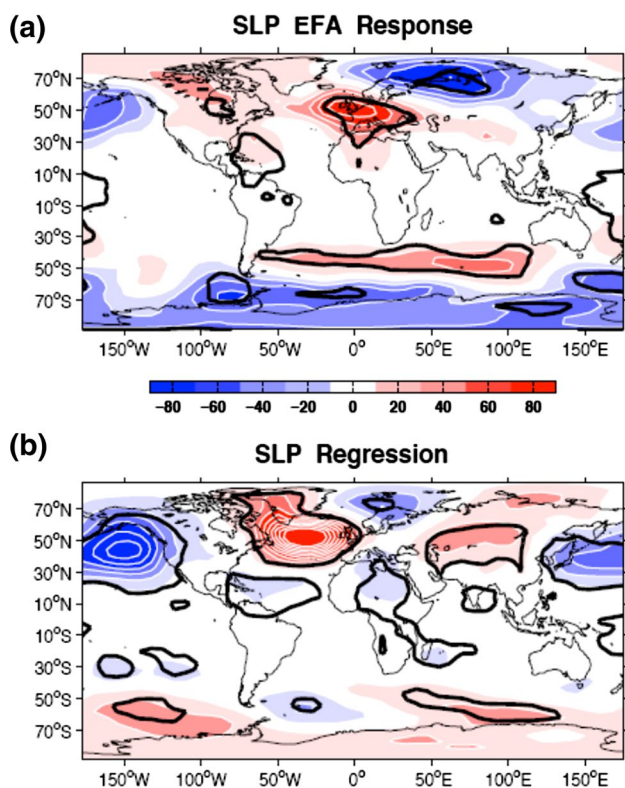 (a)
SLP EFA Response
70°N
50°N
30°N
10°N
10°S
30°S
50°S
70°S
150°W 100°W 50°W 0° 50°E 100°E 150°E
−80 −60 −40 −20 0 20 40 60 80
(b)
SLP Regression
70°N
50°N
30°N
10°N
10°S
30°S
50°S
70°S
150°W 100°W 50°W 0° 50°E 100°E 150°E